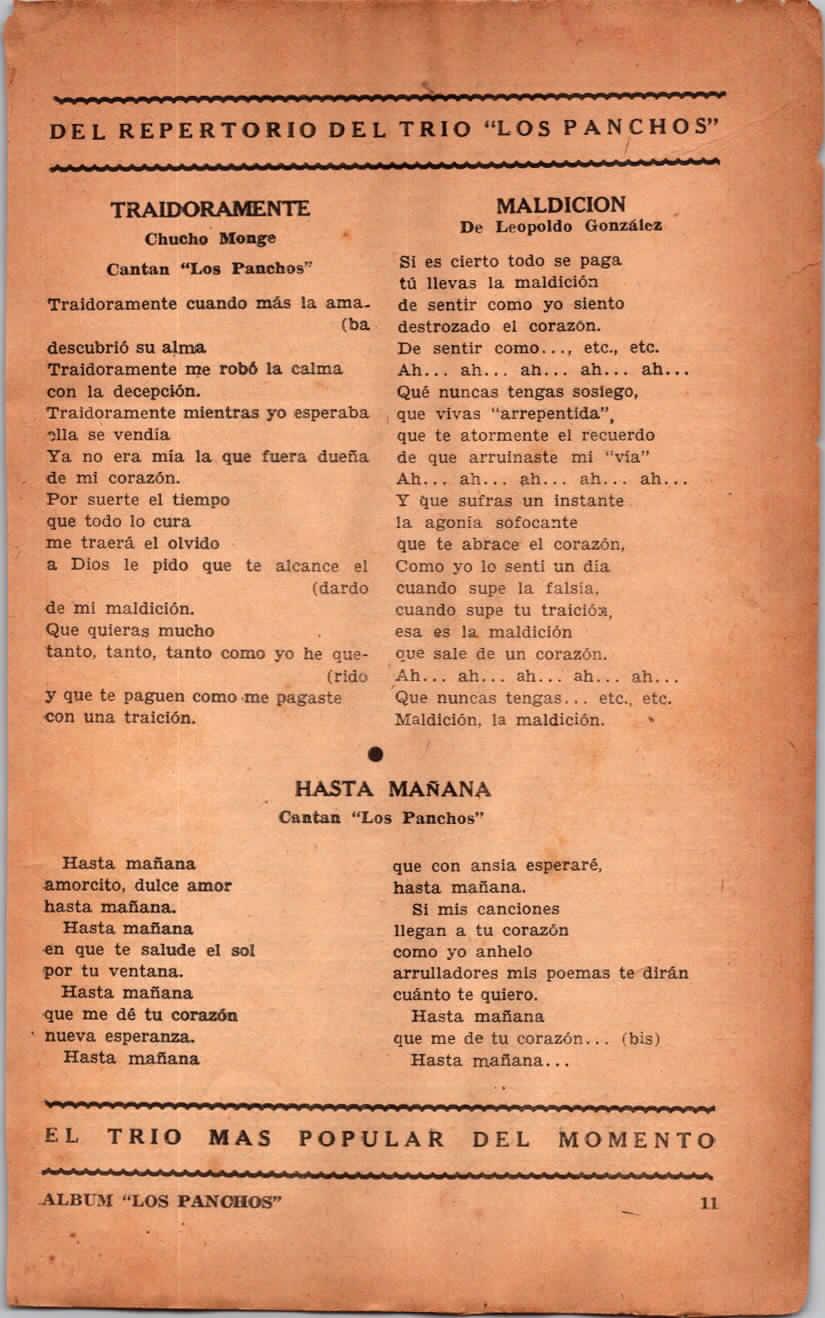 DEL REPERTORIO DEL TRIO “LOS PANCHOS”
TRAIDORAMENTE
Chucho Monge
Cantan “Los Panchos”
Traidoramente cuando más la ama-
(ba
descubrió su alma
Traidoramente me robó la calma
con la decepción.
Traidoramente mientras yo esperaba
ella se vendía
Ya no era mía la que fuera dueña
de mi corazón.
Por suerte el tiempo
que todo lo cura
me traerá el olvido
a Dios le pido que te alcance el
(dardo
de mi maldición.
Que quieras mucho
tanto, tanto, tanto como yo he que-
(rido
y que te paguen como me pagaste
con una traición.
MALDICION
De Leopoldo González
Si es cierto todo se paga
tú llevas la maldición
de sentir como yo siento
destrozado el corazón.
De sentir como..., etc., etc.
Ah... ah... ah... ah... ah...
Qué nuncas tengas sosiego,
que vivas “arrepentida”,
que te atormente el recuerdo
de que arruinaste mi “vía”
Ah... ah... ah... ah... ah...
Y que sufras un instante
la agonía sofocante
que te abrace el corazón,
Como yo lo sentí un día
cuando supe la falsía,
cuando supe tu traición,
esa es la maldición
que sale de un corazón.
Ah... ah... ah... ah... ah...
Que nuncas tengas... etc., etc.
Maldición, la maldición.
HASTA MAÑANA
Cantan “Los Panchos”
Hasta mañana
amorcito, dulce amor
hasta mañana.
Hasta mañana
en que te salude el sol
por tu ventana.
Hasta mañana
que me dé tu corazón
nueva esperanza.
Hasta mañana
que con ansia esperaré,
hasta mañana.
Si mis canciones
llegan a tu corazón
como yo anhelo
arrulladores mis poemas te dirán
cuánto te quiero.
Hasta mañana
que me de tu corazón... (bis)
Hasta mañana...
EL TRIO MAS POPULAR DEL MOMENTO
ALBUM “LOS PANCHOS”
11